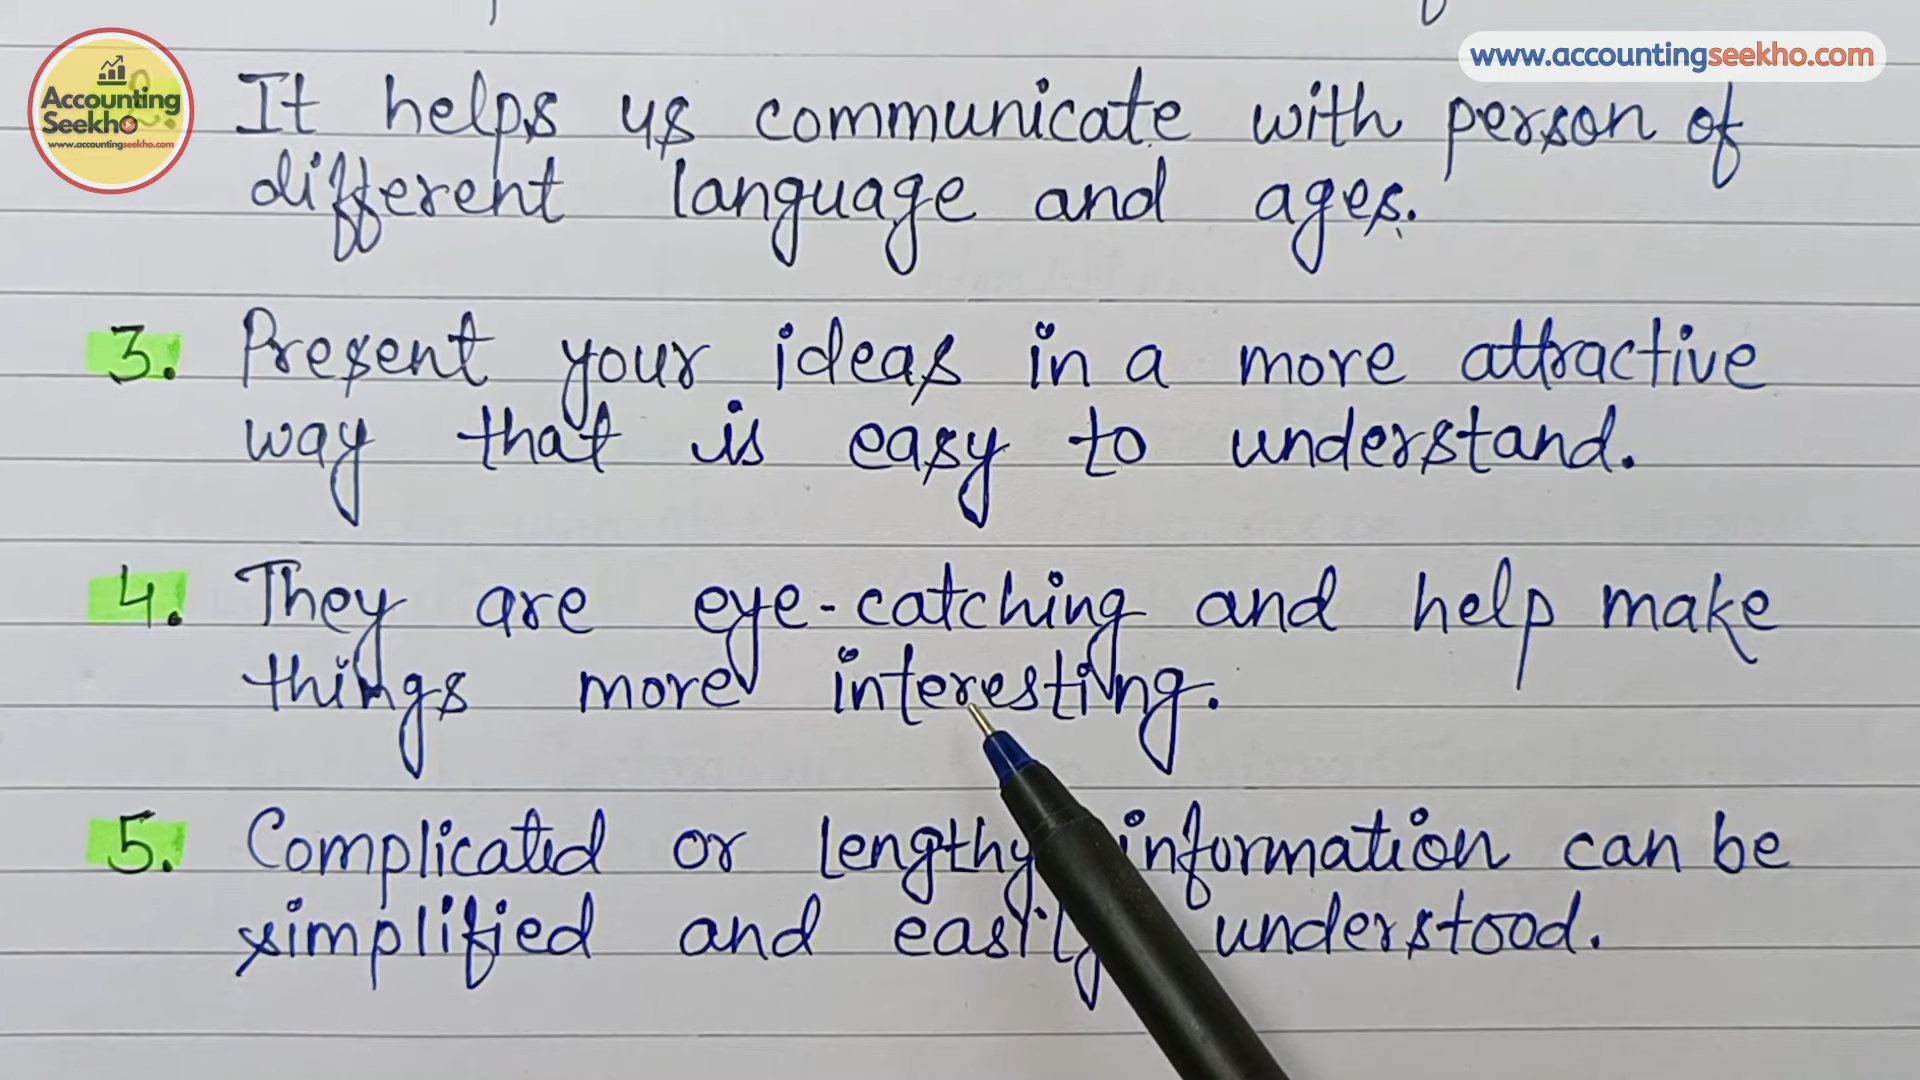 Accounting
Seekho
www.accountingseekho.com
www.accountingseekho.com
2. It helps us communicate with person of
different language and ages.
3. Present your ideas in a more attractive
way that is easy to understand.
4. They are eye-catching and help make
things more interesting.
5. Complicated or lengthy information can be
simplified and easily understood.